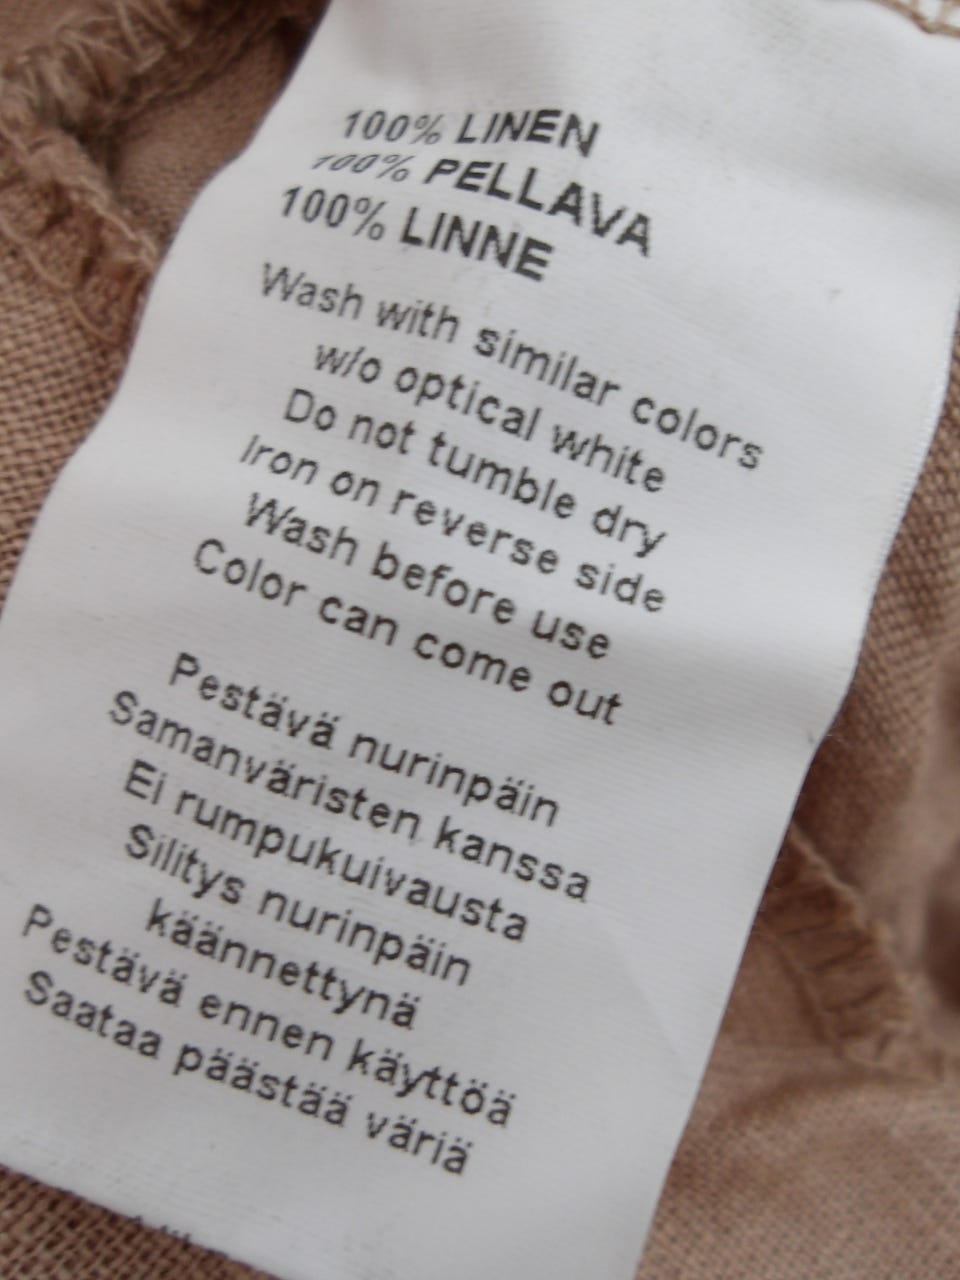 100% LINEN
100% PELLAVA
100% LINNE
Wash with similar colors
w/o optical white
Do not tumble dry
Iron on reverse side
Wash before use
Color can come out
Pestävä nurinpäin
Samanväristen kanssa
Ei rumpukuivausta
Silitys nurinpäin
käännettynä
Pestävä ennen käyttöä
Saataa päästää väriä